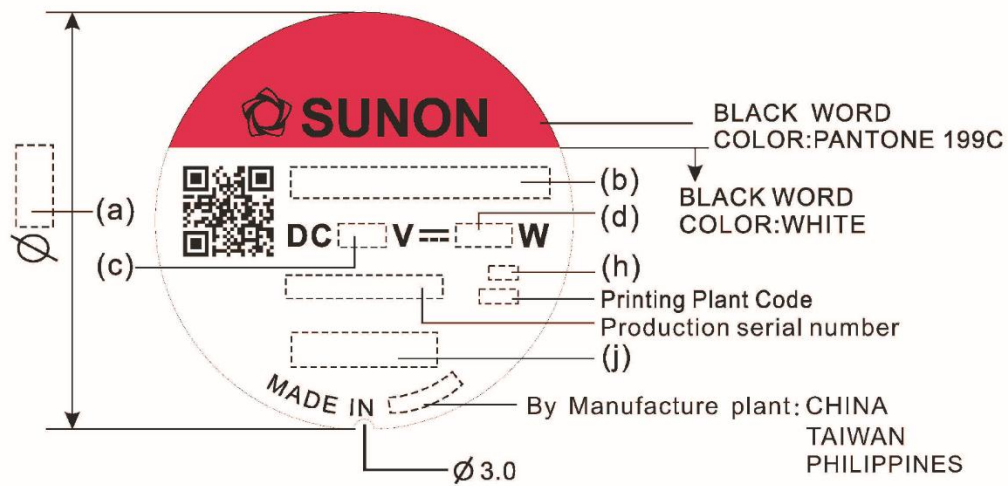 SUNON
BLACK WORD
COLOR:PANTONE 199C
(b)
BLACK WORD
COLOR:WHITE
(a)
Ø
(d)
DC V W
(c)
(h)
Printing Plant Code
Production serial number
(j)
MADE IN
By Manufacture plant: CHINA
TAIWAN
PHILIPPINES
Ø3.0